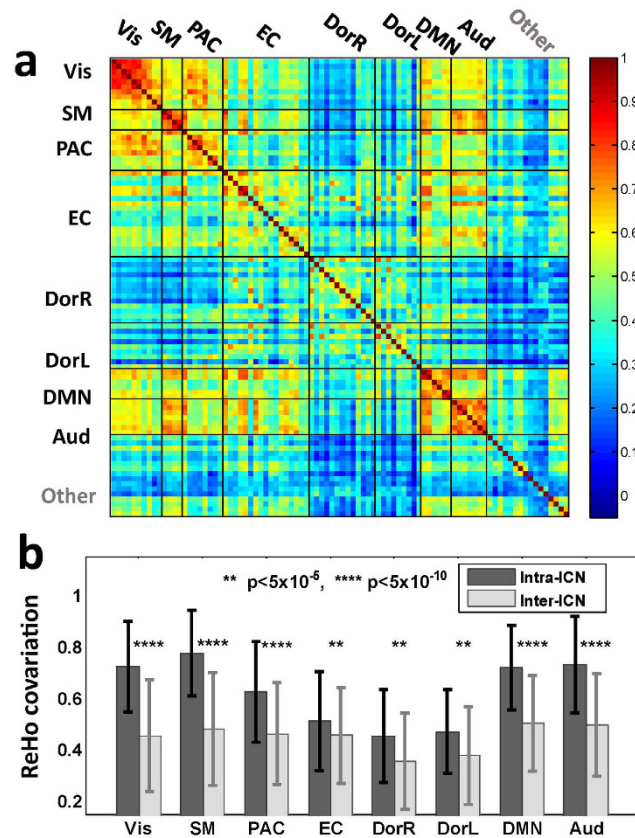 Vis SM PAC EC DorR DorL DMN Aud Other
a
Vis
SM
PAC
EC
DorR
DorL
DMN
Aud
Other
1
0.9
0.8
0.7
0.6
0.5
0.4
0.3
0.2
0.1
0
b
** p<5x10-5, **** p<5x10-10
Intra-ICN
Inter-ICN
ReHo covariation
1
0.8
0.6
0.4
0.2
**** **** **** ** ** ** **** ****
Vis SM PAC EC DorR DorL DMN Aud